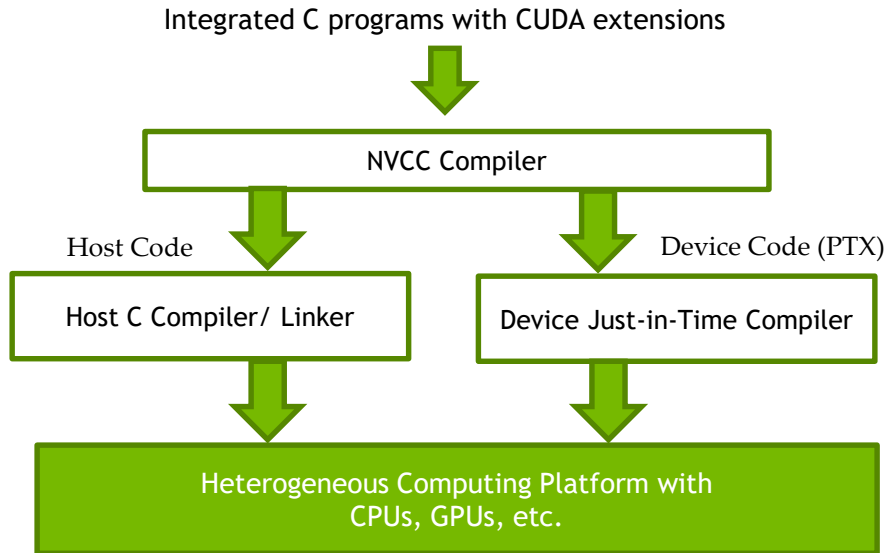 Integrated C programs with CUDA extensions
NVCC Compiler
Host Code
Device Code (PTX)
Host C Compiler/ Linker
Device Just-in-Time Compiler
Heterogeneous Computing Platform with
CPUs, GPUs, etc.